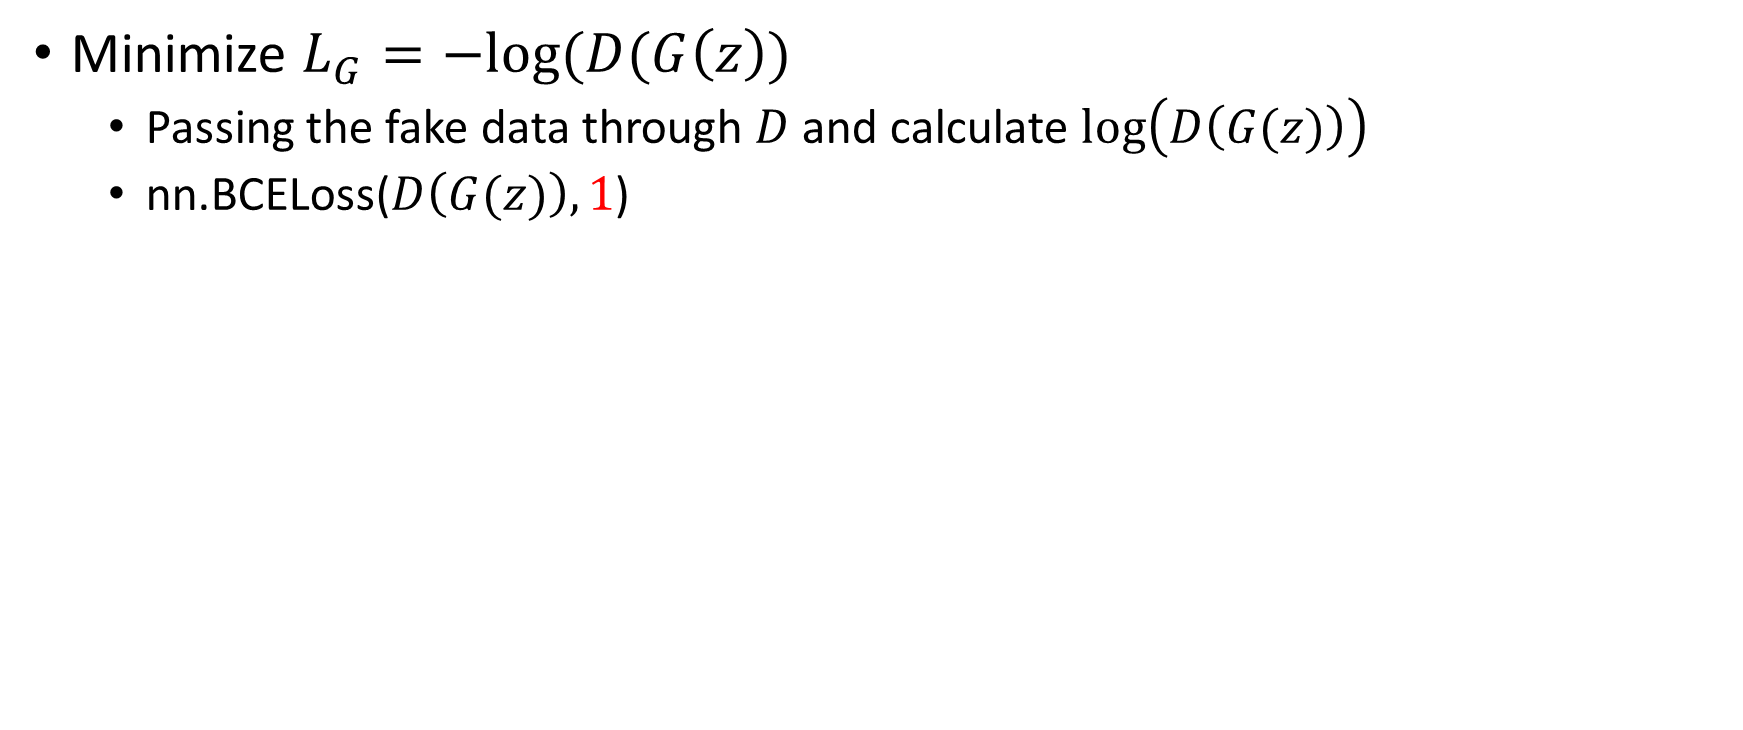 • Minimize L_G = −log(D(G(z))
• Passing the fake data through D and calculate log(D(G(z)))
• nn.BCELoss(D(G(z)), 1)